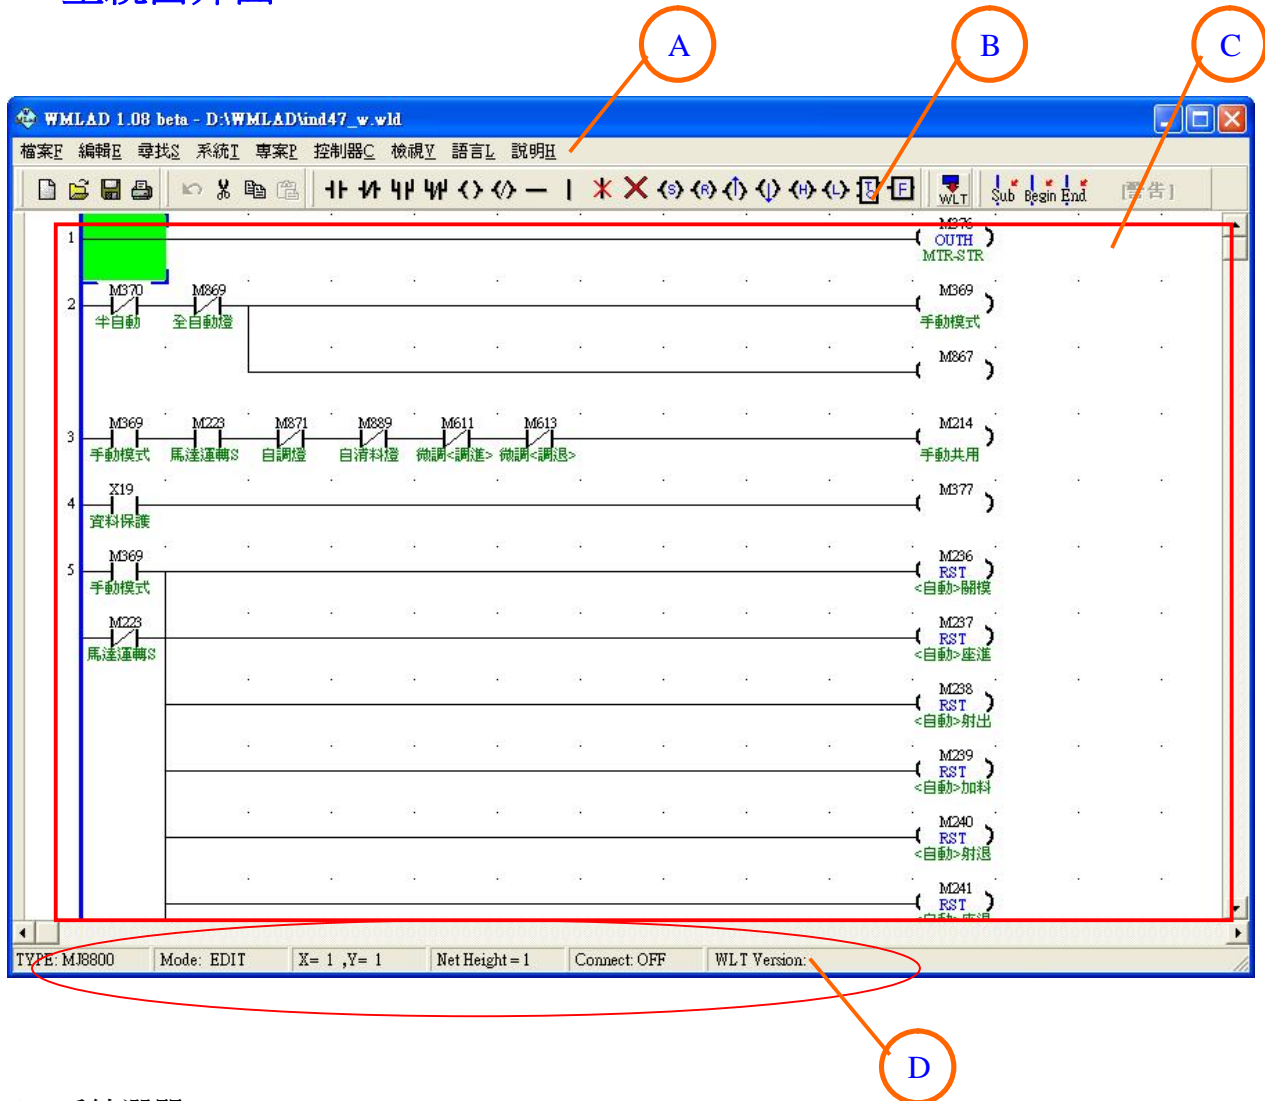 A
B
C
WMLAD 1.08 beta - D:\WMLAD\ind47_w.wld
檔案F 編輯E 尋找S 系統I 專案P 控制器C 檢視V 語言L 說明H
(S) (R) (H) (L) F WLT Sub Begin End [警告]
1 M376
OUTH
MTR-STR
M370 M869 M369
2
半自動 全自動燈 手動模式
M867
M369 M223 M871 M889 M611 M613 M214
3
手動模式 馬達運轉S 自調燈 自清料燈 微調<調進> 微調<調退> 手動共用
X19 M377
4
資料保護
M369 M236
5 RST
手動模式 <自動>關模
M223 M237
RST
馬達運轉S <自動>座進
M238
RST
<自動>射出
M239
RST
<自動>加料
M240
RST
<自動>射退
M241
RST
<自動>座退
TYPE: MJ8800 Mode: EDIT X= 1 ,Y= 1 Net Height = 1 Connect: OFF WLT Version:
D